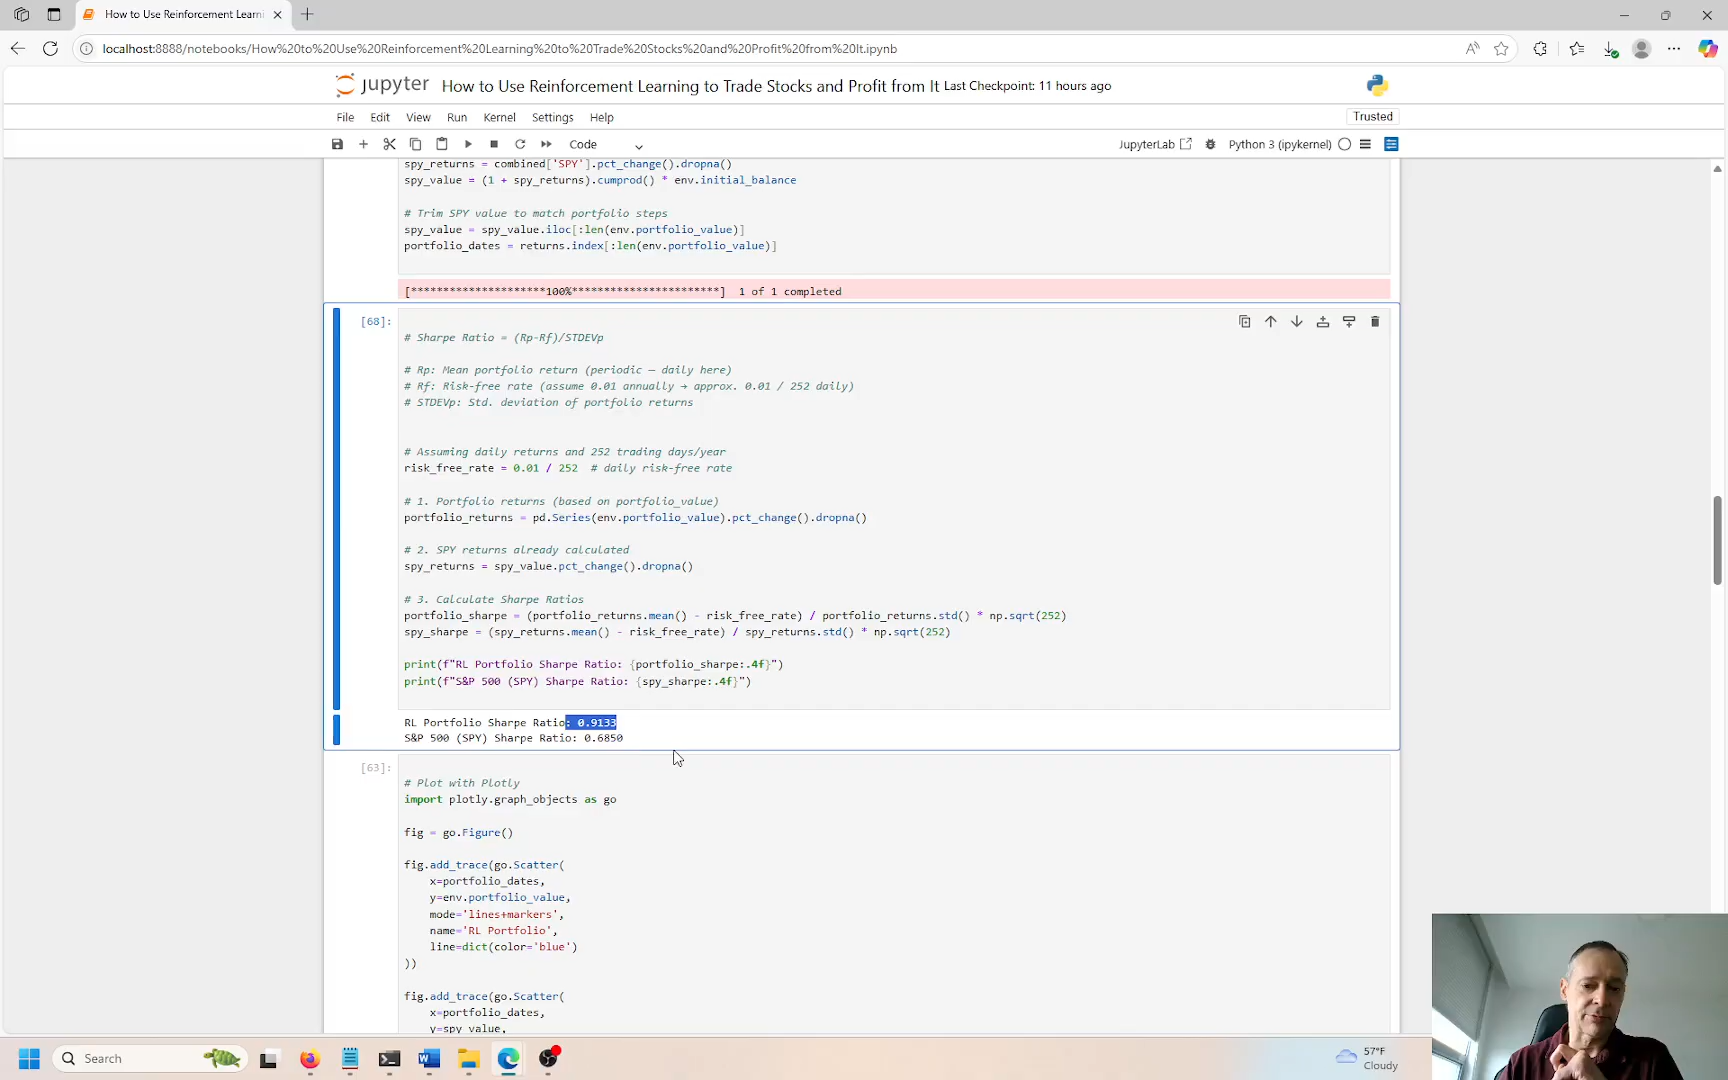 How to Use Reinforcement Learni
localhost:8888/notebooks/How%20to%20Use%20Reinforcement%20Learning%20to%20Trade%20Stocks%20and%20Profit%20from%20It.ipynb
jupyter How to Use Reinforcement Learning to Trade Stocks and Profit from It Last Checkpoint: 11 hours ago
File Edit View Run Kernel Settings Help
Trusted
Code
JupyterLab
Python 3 (ipykernel)
spy_returns = combined['SPY'].pct_change().dropna()
spy_value = (1 + spy_returns).cumprod() * env.initial_balance
# Trim SPY value to match portfolio steps
spy_value = spy_value.iloc[:len(env.portfolio_value)]
portfolio_dates = returns.index[:len(env.portfolio_value)]
[*********************100%***********************] 1 of 1 completed
[68]:
# Sharpe Ratio = (Rp-Rf)/STDEVp
# Rp: Mean portfolio return (periodic — daily here)
# Rf: Risk-free rate (assume 0.01 annually → approx. 0.01 / 252 daily)
# STDEVp: Std. deviation of portfolio returns
# Assuming daily returns and 252 trading days/year
risk_free_rate = 0.01 / 252 # daily risk-free rate
# 1. Portfolio returns (based on portfolio_value)
portfolio_returns = pd.Series(env.portfolio_value).pct_change().dropna()
# 2. SPY returns already calculated
spy_returns = spy_value.pct_change().dropna()
# 3. Calculate Sharpe Ratios
portfolio_sharpe = (portfolio_returns.mean() - risk_free_rate) / portfolio_returns.std() * np.sqrt(252)
spy_sharpe = (spy_returns.mean() - risk_free_rate) / spy_returns.std() * np.sqrt(252)
print(f"RL Portfolio Sharpe Ratio: {portfolio_sharpe:.4f}")
print(f"S&P 500 (SPY) Sharpe Ratio: {spy_sharpe:.4f}")
RL Portfolio Sharpe Ratio: 0.9133
S&P 500 (SPY) Sharpe Ratio: 0.6850
[63]:
# Plot with Plotly
import plotly.graph_objects as go
fig = go.Figure()
fig.add_trace(go.Scatter(
x=portfolio_dates,
y=env.portfolio_value,
mode='lines+markers',
name='RL Portfolio',
line=dict(color='blue')
))
fig.add_trace(go.Scatter(
x=portfolio_dates,
y=spy_value,
Search
57°F
Cloudy